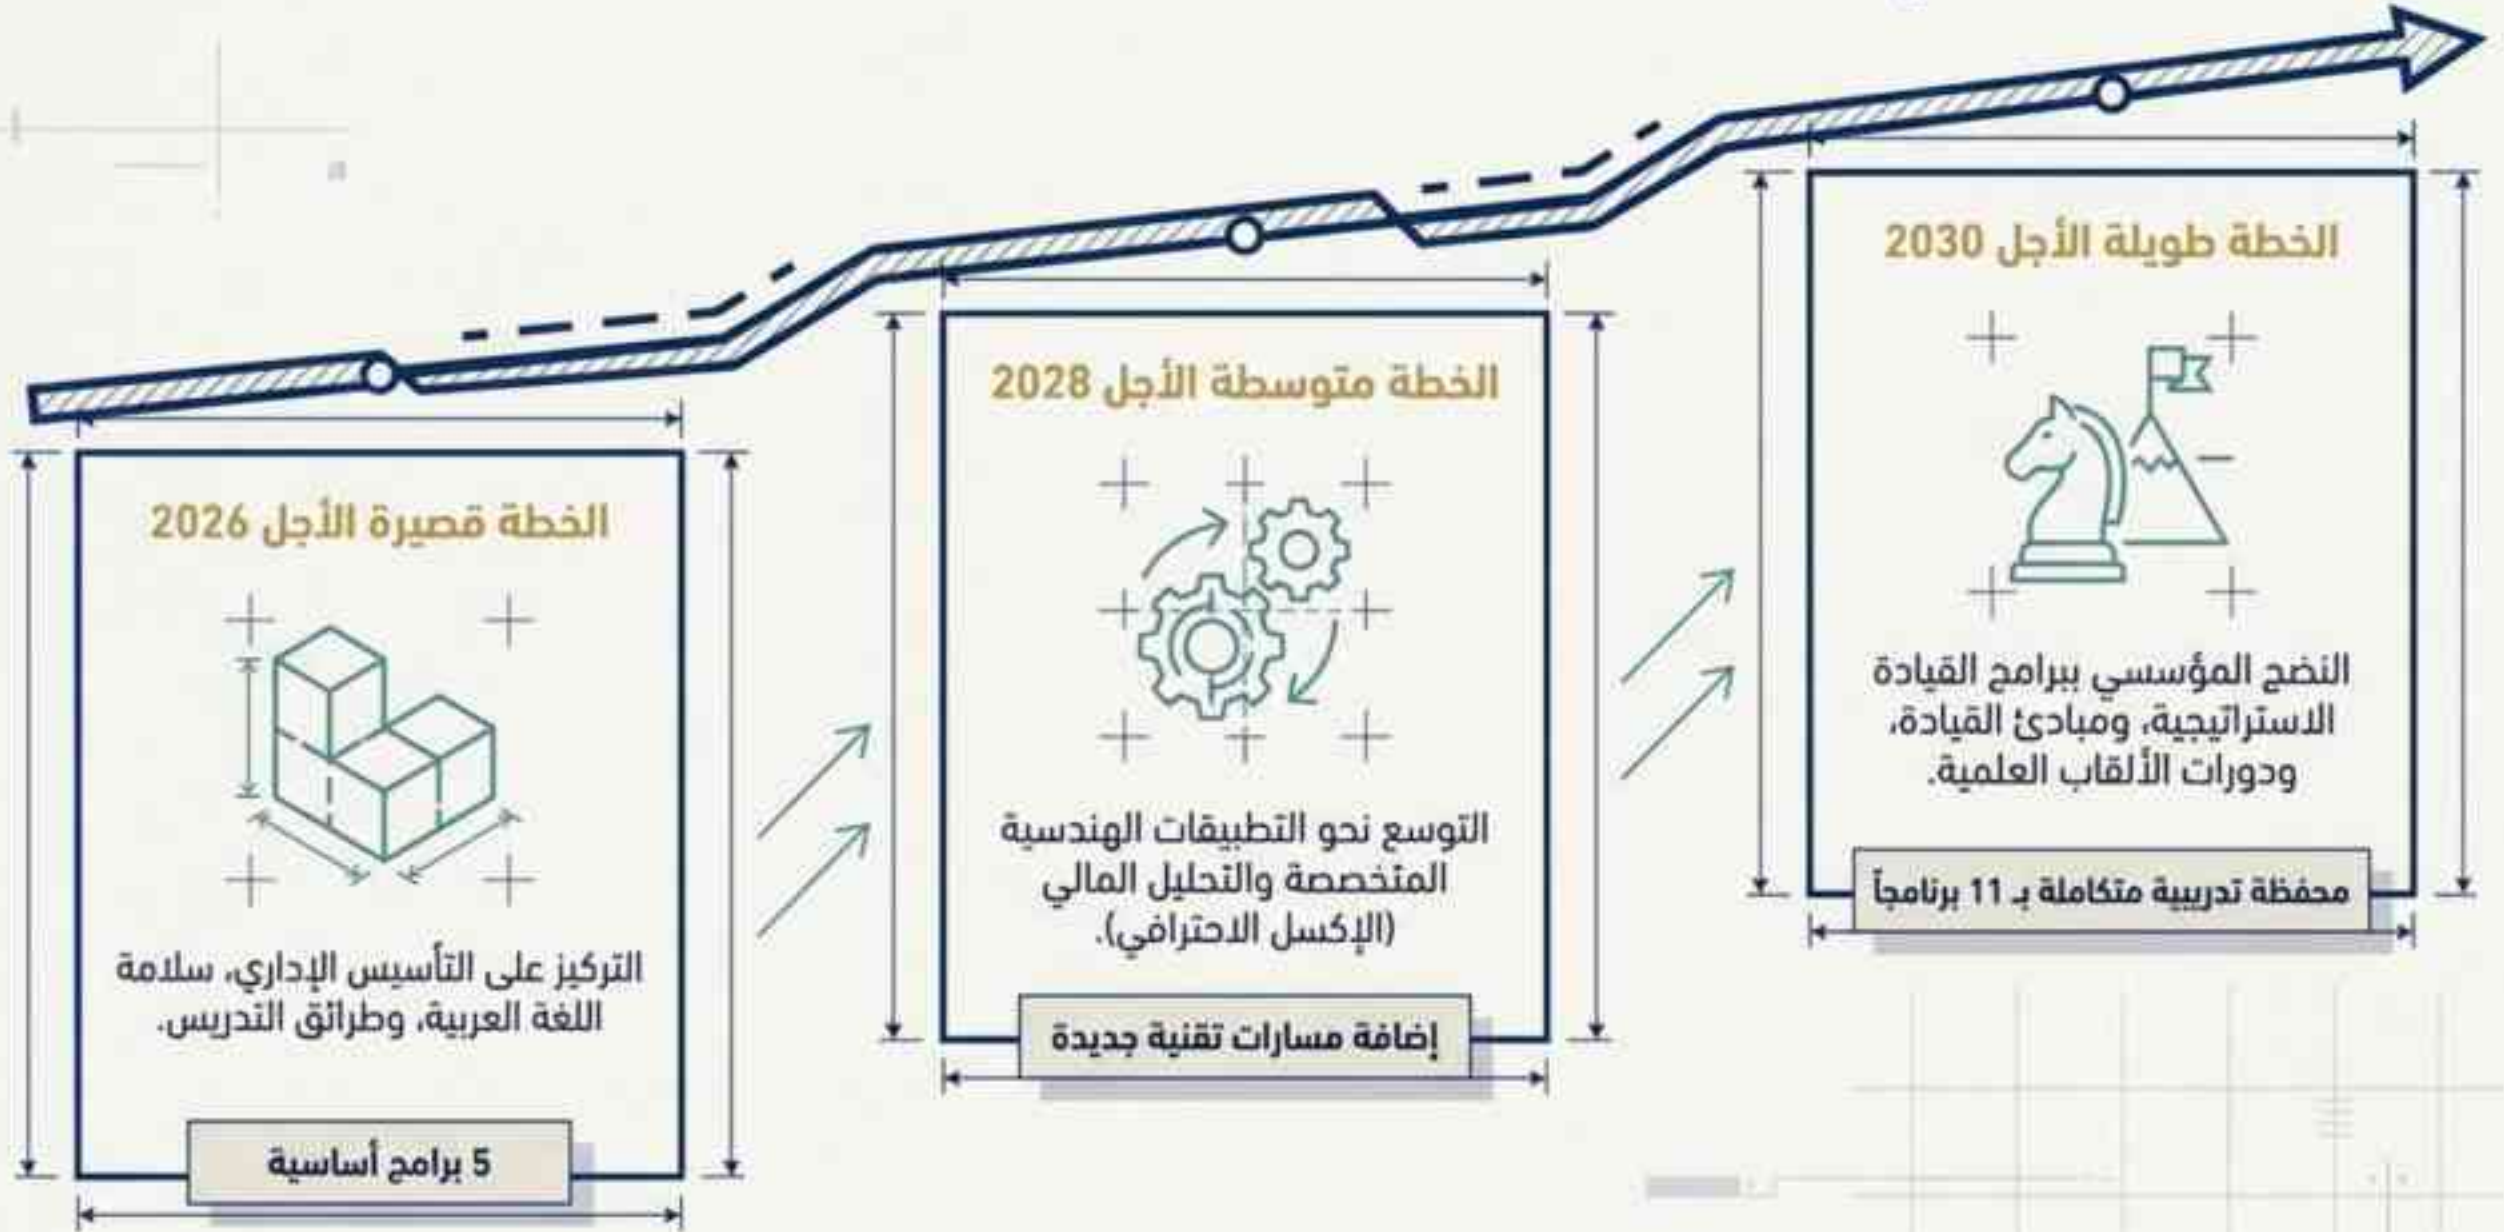 الخطة قصيرة الأجل 2026
التركيز على التأسيس الإداري، سلامة
اللغة العربية، وطرائق التدريس.
5 برامج أساسية
الخطة متوسطة الأجل 2028
التوسع نحو التطبيقات الهندسية
المتخصصة والتحليل المالي
(الإكسل الاحترافي).
إضافة مسارات تقنية جديدة
الخطة طويلة الأجل 2030
النضج المؤسسي ببرامج القيادة
الاستراتيجية، ومبادئ القيادة،
ودورات الألقاب العلمية.
محفظة تدريبية متكاملة بـ 11 برنامجاً